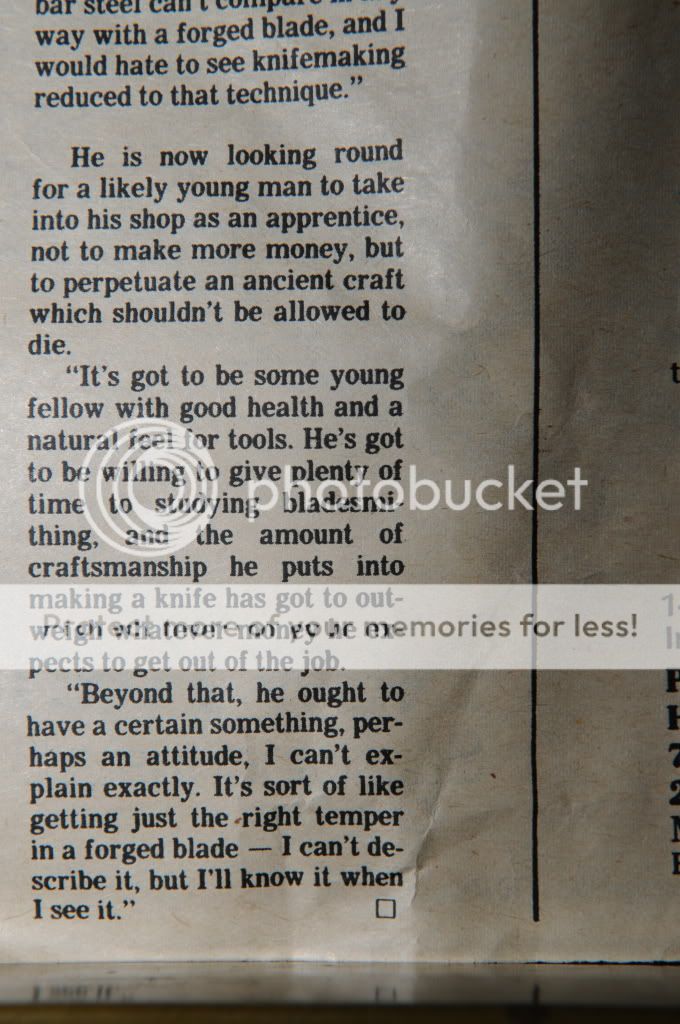 bar steel can't compare in any
way with a forged blade, and I
would hate to see knifemaking
reduced to that technique."
He is now looking round
for a likely young man to take
into his shop as an apprentice,
not to make more money, but
to perpetuate an ancient craft
which shouldn't be allowed to
die.
"It's got to be some young
fellow with good health and a
natural feel for tools. He's got
to be willing to give plenty of
time to studying bladesmi-
thing, and the amount of
craftsmanship he puts into
making a knife has got to out-
weigh whatever money he ex-
pects to get out of the job.
"Beyond that, he ought to
have a certain something, per-
haps an attitude, I can't ex-
plain exactly. It's sort of like
getting just the right temper
in a forged blade — I can't de-
scribe it, but I'll know it when
I see it."
photobucket
Protect more of your memories for less!